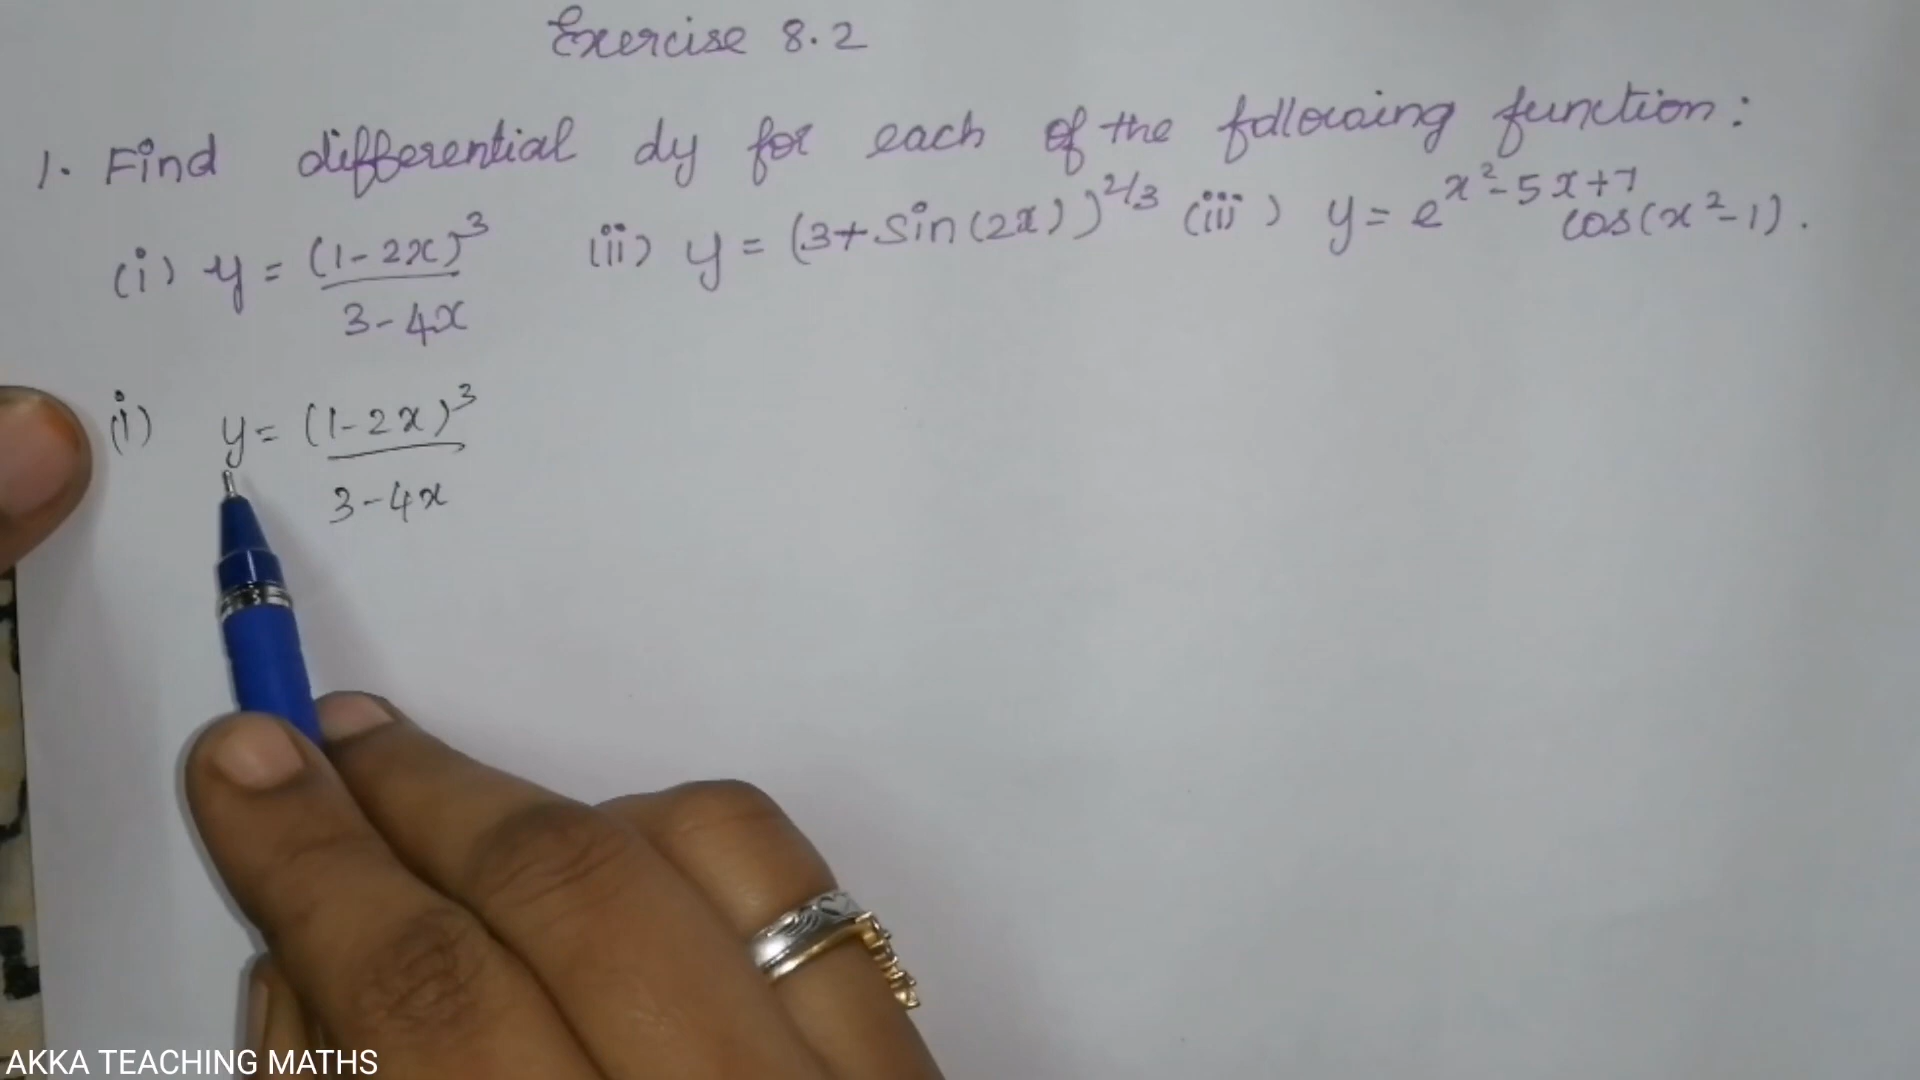 Exercise 8.2
1. Find differential dy for each of the following function:
(i) y = (1-2x)³ / 3-4x (ii) y = (3+sin(2x))^2/3 (iii) y = e^x²-5x+7 cos(x²-1).
(i) y = (1-2x)³ / 3-4x
AKKA TEACHING MATHS